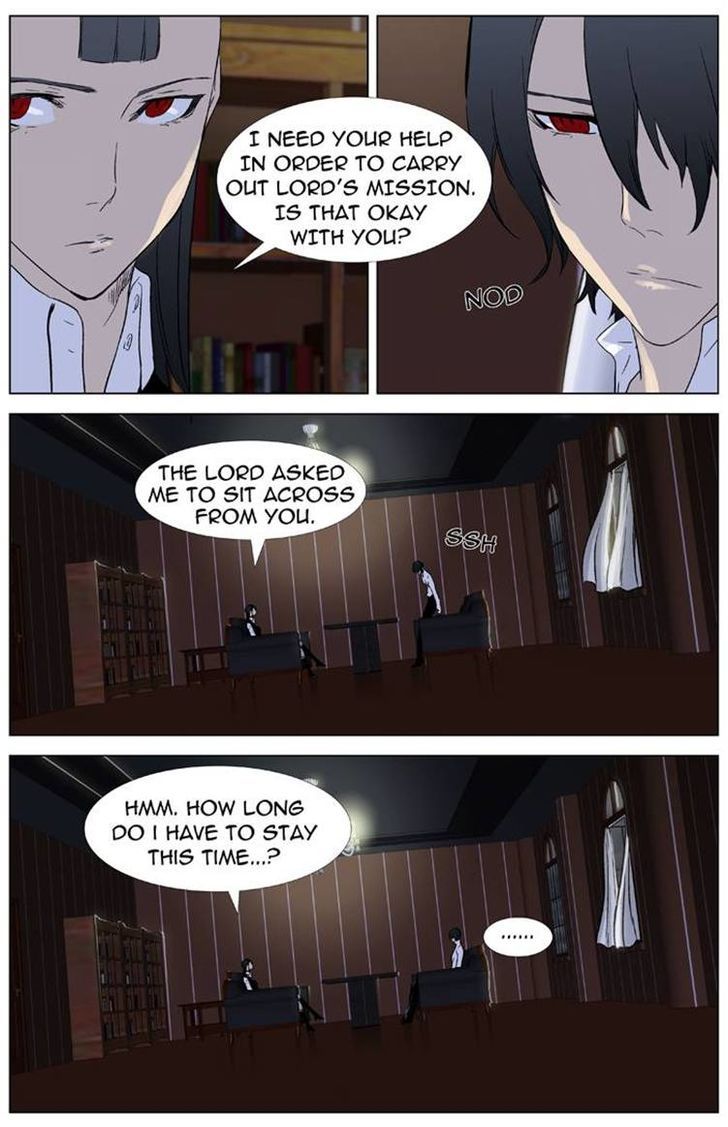 I NEED YOUR HELP
IN ORDER TO CARRY
OUT LORD'S MISSION.
IS THAT OKAY
WITH YOU?
NOD
THE LORD ASKED
ME TO SIT ACROSS
FROM YOU.
SSH
HMM. HOW LONG
DO I HAVE TO STAY
THIS TIME...?
......